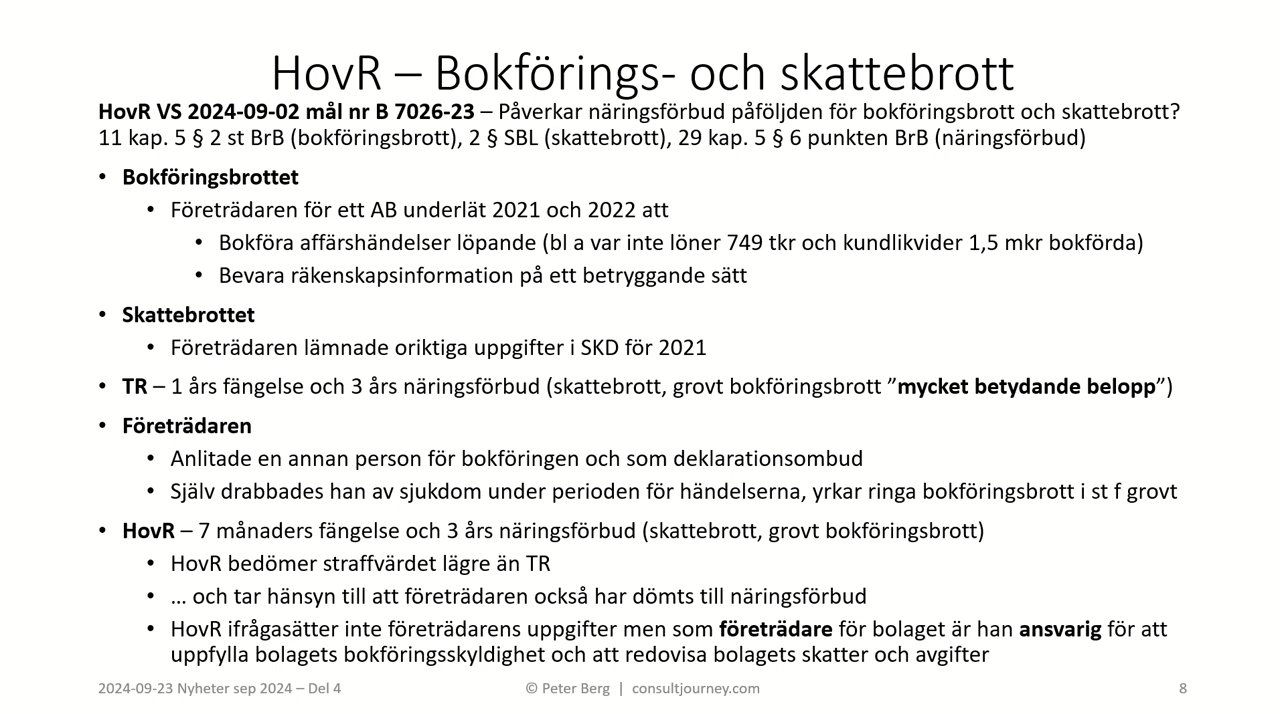 HovR – Bokförings- och skattebrott
HovR VS 2024-09-02 mål nr B 7026-23 – Påverkar näringsförbud påföljden för bokföringsbrott och skattebrott?
11 kap. 5 § 2 st BrB (bokföringsbrott), 2 § SBL (skattebrott), 29 kap. 5 § 6 punkten BrB (näringsförbud)
• Bokföringsbrottet
• Företrädaren för ett AB underlät 2021 och 2022 att
• Bokföra affärshändelser löpande (bl a var inte löner 749 tkr och kundlikvider 1,5 mkr bokförda)
• Bevara räkenskapsinformation på ett betryggande sätt
• Skattebrottet
• Företrädaren lämnade oriktiga uppgifter i SKD för 2021
• TR – 1 års fängelse och 3 års näringsförbud (skattebrott, grovt bokföringsbrott ”mycket betydande belopp”)
• Företrädaren
• Anlitade en annan person för bokföringen och som deklarationsombud
• Själv drabbades han av sjukdom under perioden för händelserna, yrkar ringa bokföringsbrott i st f grovt
• HovR – 7 månaders fängelse och 3 års näringsförbud (skattebrott, grovt bokföringsbrott)
• HovR bedömer straffvärdet lägre än TR
• … och tar hänsyn till att företrädaren också har dömts till näringsförbud
• HovR ifrågasätter inte företrädarens uppgifter men som företrädare för bolaget är han ansvarig för att
uppfylla bolagets bokföringsskyldighet och att redovisa bolagets skatter och avgifter
2024-09-23 Nyheter sep 2024 – Del 4
© Peter Berg | consultjourney.com
8